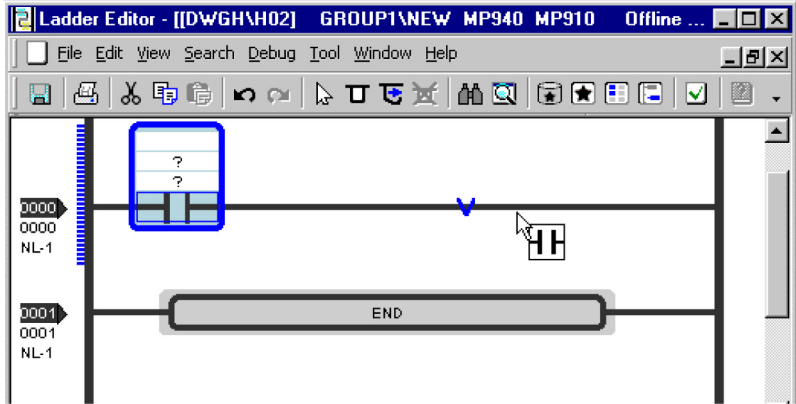 Ladder Editor - [[DWGH\H02] GROUP1\NEW MP940 MP910 Offline ...
File Edit View Search Debug Tool Window Help
?
?
0000
0000
NL-1
0001
END
0001
NL-1